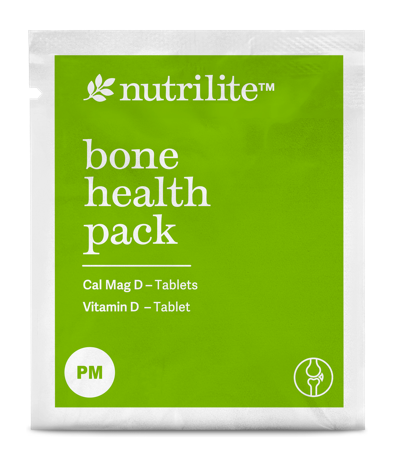 nutrilite™
bone
health
pack
Cal Mag D – Tablets
Vitamin D – Tablet
PM